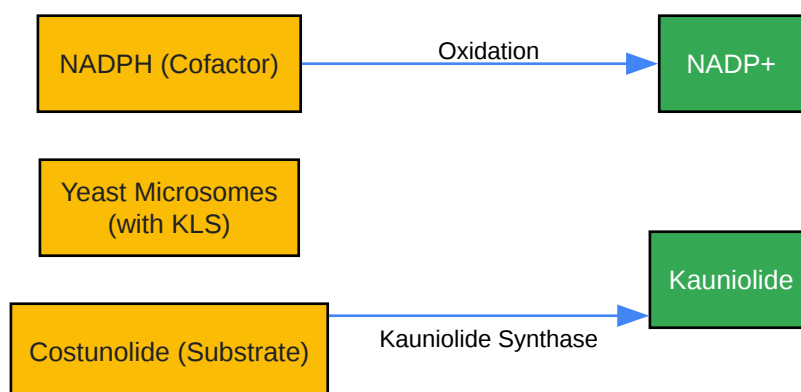 NADPH (Cofactor)
Oxidation
NADP+
Yeast Microsomes
(with KLS)
Kauniolide
Costunolide (Substrate)
Kauniolide Synthase